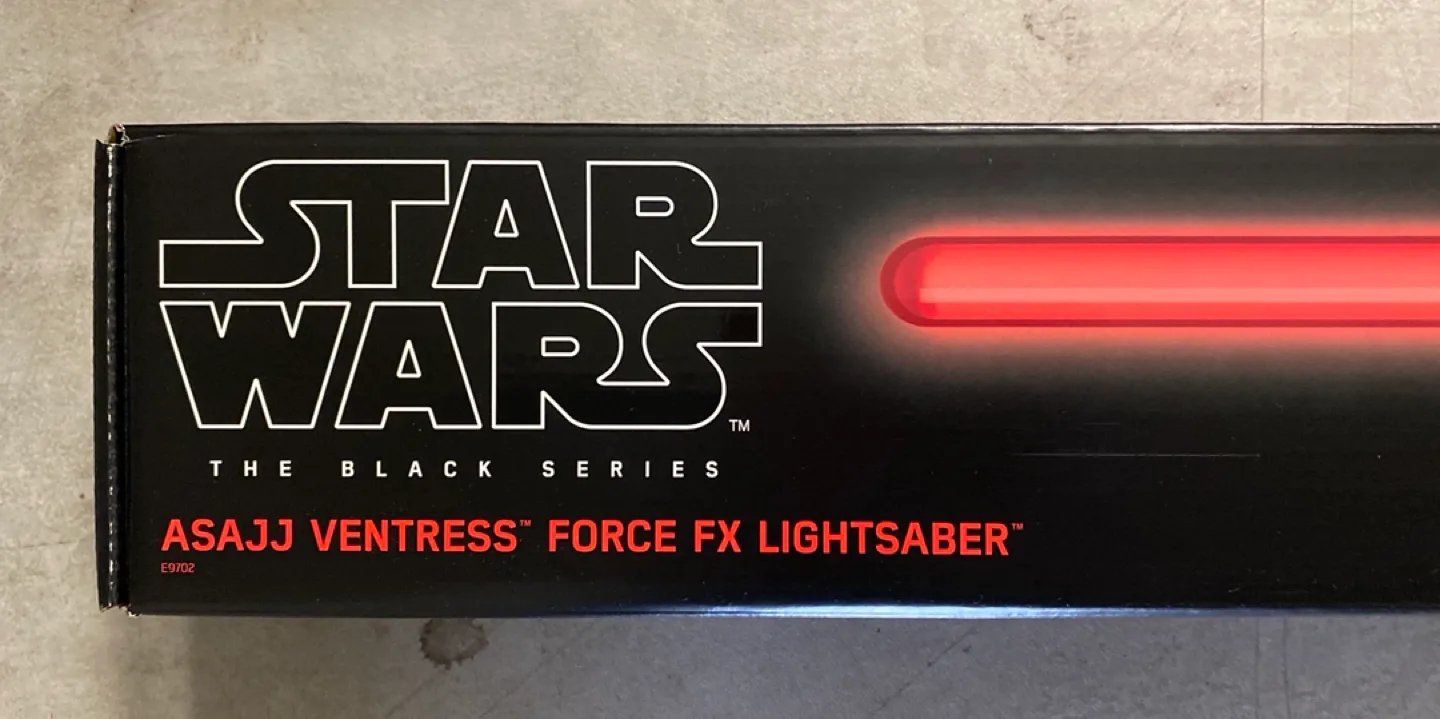 STAR
WARS™
THE BLACK SERIES
ASAJJ VENTRESS™ FORCE FX LIGHTSABER™
E9702